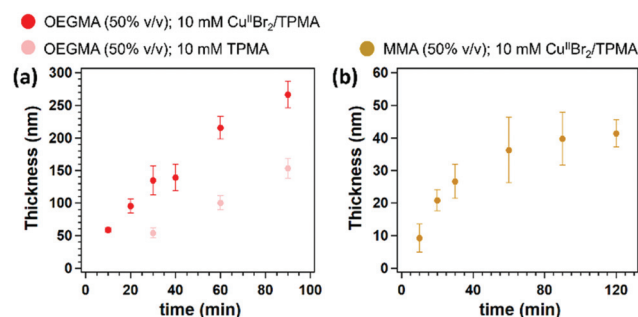 OEGMA (50% v/v); 10 mM CuᴵᴵBr₂/TPMA
OEGMA (50% v/v); 10 mM TPMA
MMA (50% v/v); 10 mM CuᴵᴵBr₂/TPMA
(a)
Thickness (nm)
300
250
200
150
100
50
0
0 20 40 60 80 100
time (min)
(b)
Thickness (nm)
60
50
40
30
20
10
0
0 40 80 120
time (min)